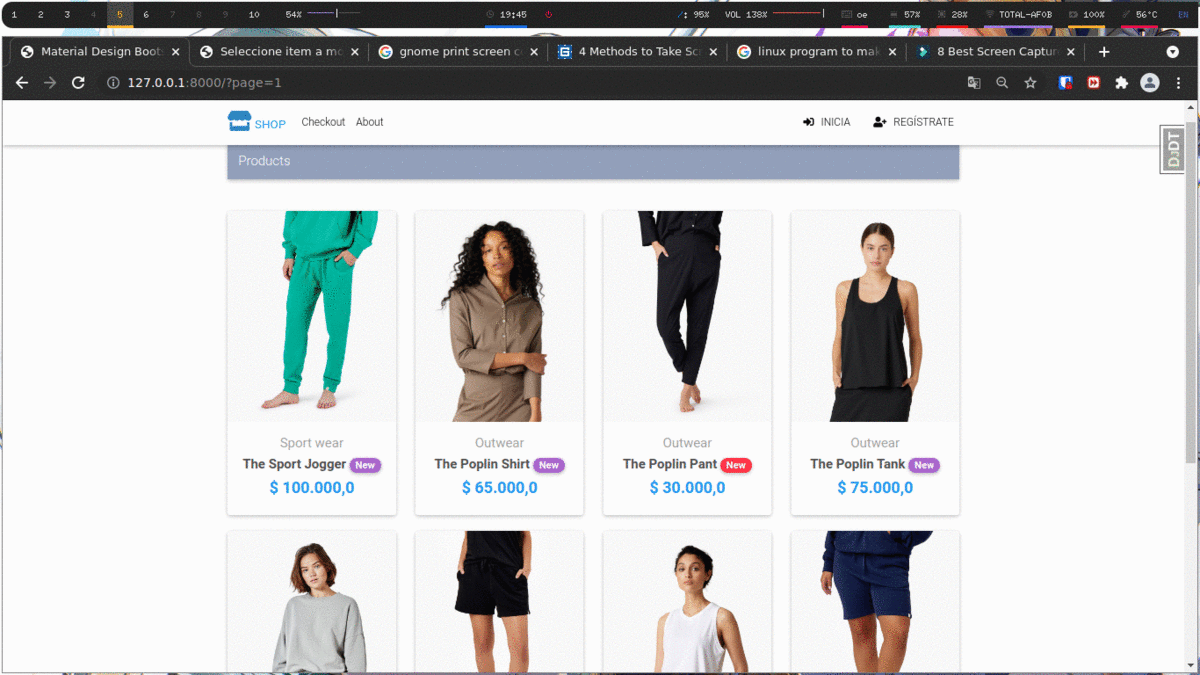 1 2 3 4 5 6 7 8 9 10 54% 19:45 : 95% VOL 138% oe 57% 28% TOTAL-AF0B 100% 56°C EN
Material Design Boots Seleccione item a mo gnome print screen c 4 Methods to Take Scr linux program to mak 8 Best Screen Captur
127.0.0.1:8000/?page=1
SHOP Checkout About INICIA REGÍSTRATE
DJDT
Products
Sport wear Outwear Outwear Outwear
The Sport Jogger New The Poplin Shirt New The Poplin Pant New The Poplin Tank New
$ 100.000,0 $ 65.000,0 $ 30.000,0 $ 75.000,0